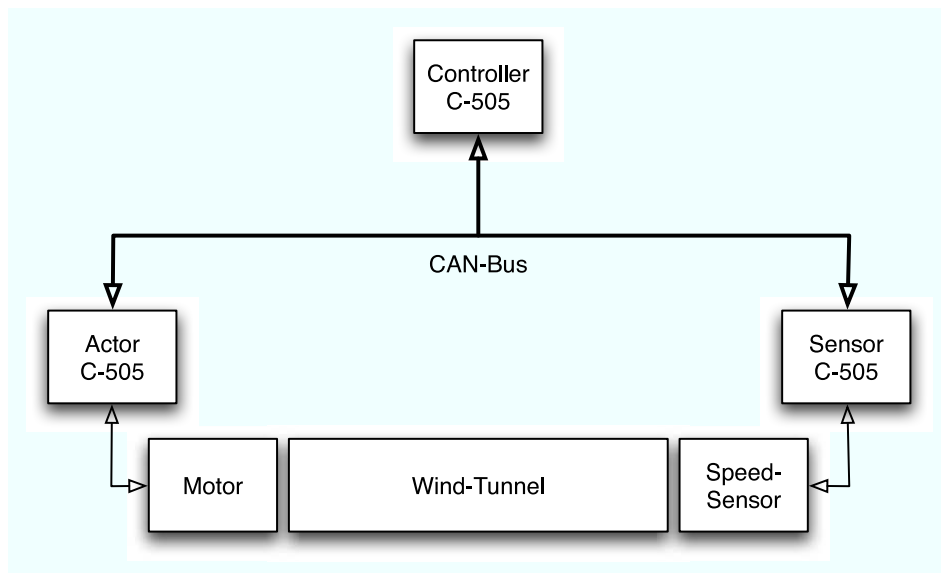 Controller
C-505
CAN-Bus
Actor
C-505
Sensor
C-505
Motor
Wind-Tunnel
Speed-
Sensor